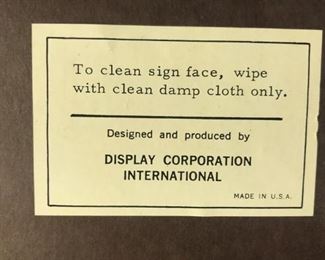 To clean sign face, wipe
with clean damp cloth only.
Designed and produced by
DISPLAY CORPORATION
INTERNATIONAL
MADE IN U.S.A.